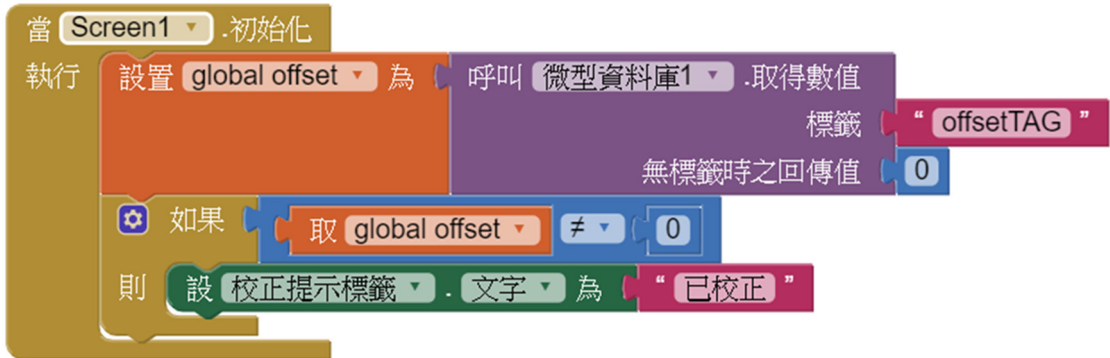 當 Screen1 .初始化
執行 設置 global offset 為 呼叫 微型資料庫1 .取得數值
標籤 “ offsetTAG ”
無標籤時之回傳值 0
如果 取 global offset ≠ 0
則 設 校正提示標籤 . 文字 為 “ 已校正 ”